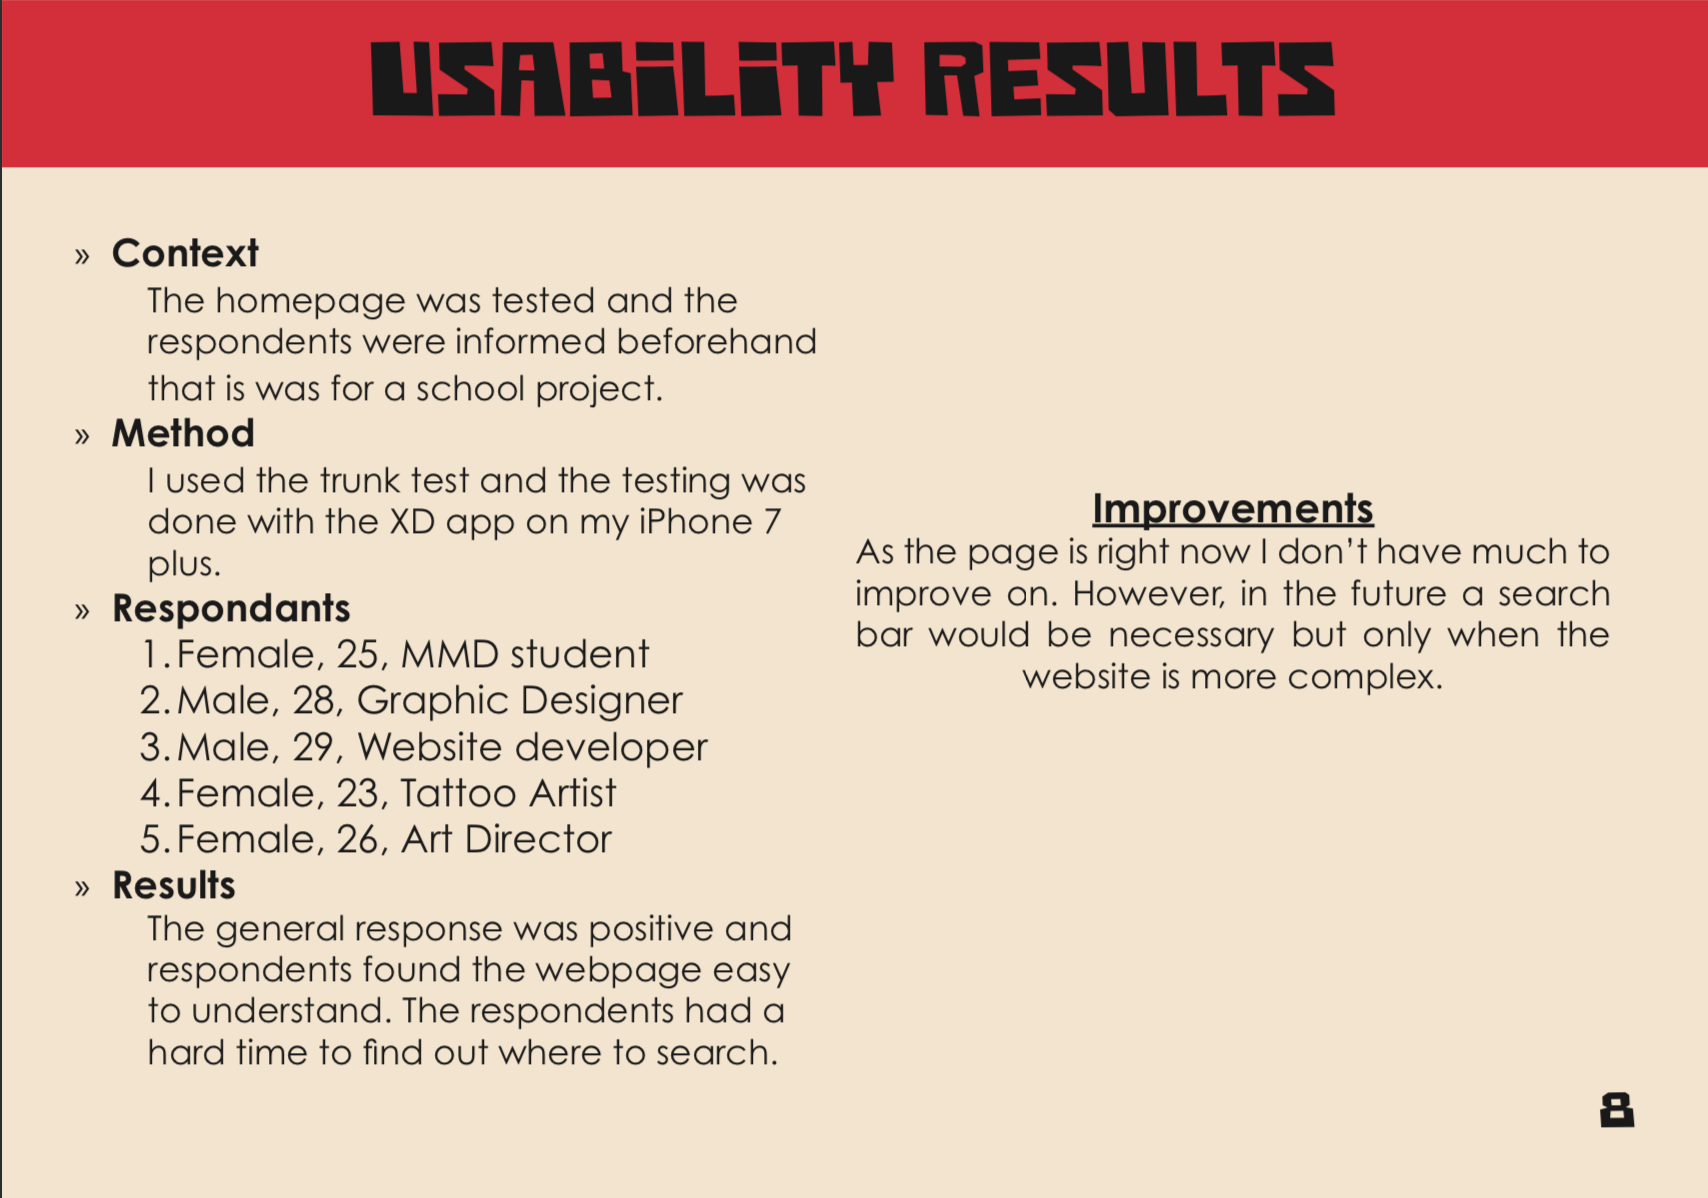 USABILITY RESULTS
» Context
The homepage was tested and the
respondents were informed beforehand
that is was for a school project.
» Method
I used the trunk test and the testing was
done with the XD app on my iPhone 7
plus.
» Respondants
1. Female, 25, MMD student
2. Male, 28, Graphic Designer
3. Male, 29, Website developer
4. Female, 23, Tattoo Artist
5. Female, 26, Art Director
» Results
The general response was positive and
respondents found the webpage easy
to understand. The respondents had a
hard time to find out where to search.
Improvements
As the page is right now I don’t have much to
improve on. However, in the future a search
bar would be necessary but only when the
website is more complex.
8